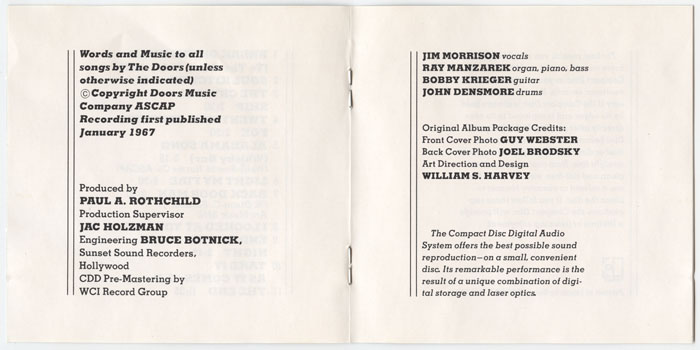 Words and Music to all
songs by The Doors (unless
otherwise indicated)
©Copyright Doors Music
Company ASCAP
Recording first published
January 1967
Produced by
PAUL A. ROTHCHILD
Production Supervisor
JAC HOLZMAN
Engineering BRUCE BOTNICK,
Sunset Sound Recorders,
Hollywood
CDD Pre-Mastering by
WCI Record Group
JIM MORRISON vocals
RAY MANZAREK organ, piano, bass
BOBBY KRIEGER guitar
JOHN DENSMORE drums
Original Album Package Credits:
Front Cover Photo GUY WEBSTER
Back Cover Photo JOEL BRODSKY
Art Direction and Design
WILLIAM S. HARVEY
The Compact Disc Digital Audio
System offers the best possible sound
reproduction—on a small, convenient
disc. Its remarkable performance is the
result of a unique combination of digi-
tal storage and laser optics.